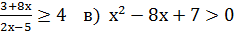 (3+8x)/(2x-5) ≥ 4 в) x² − 8x + 7 > 0